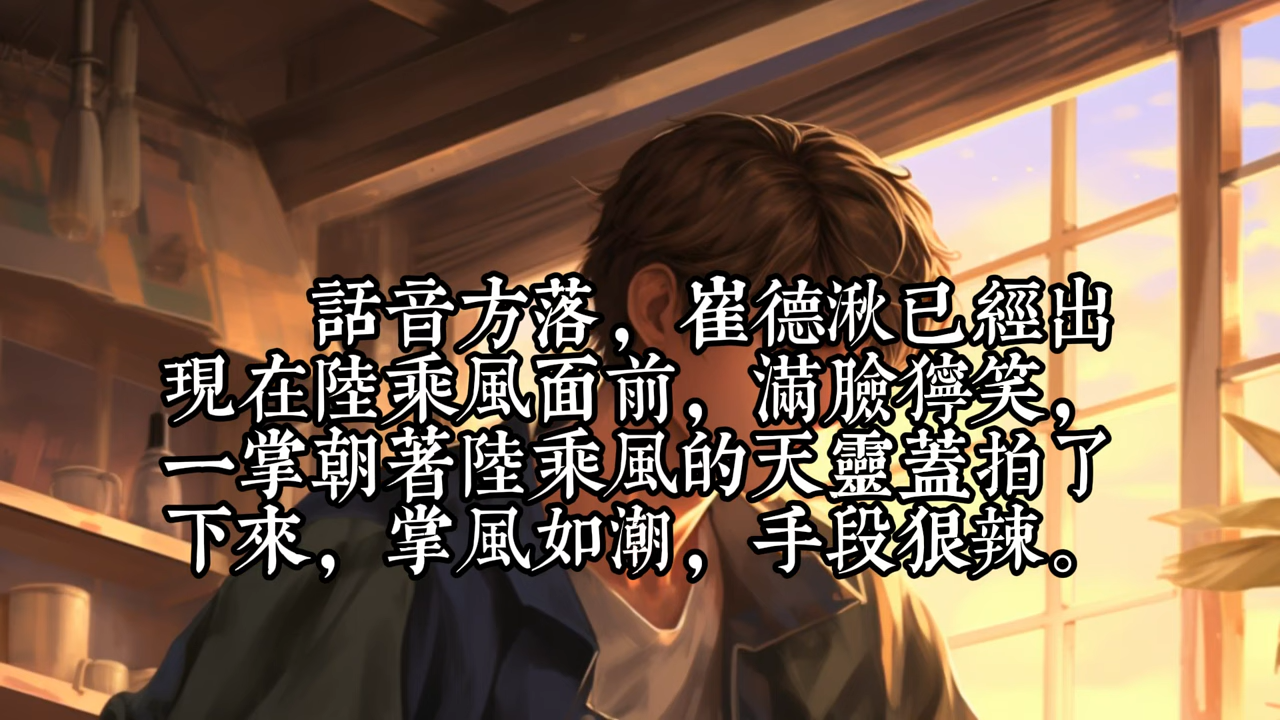 話音方落，崔德湫已經出
現在陸乘風面前，滿臉獰笑，
一掌朝著陸乘風的天靈蓋拍了
下來，掌風如潮，手段狠辣。